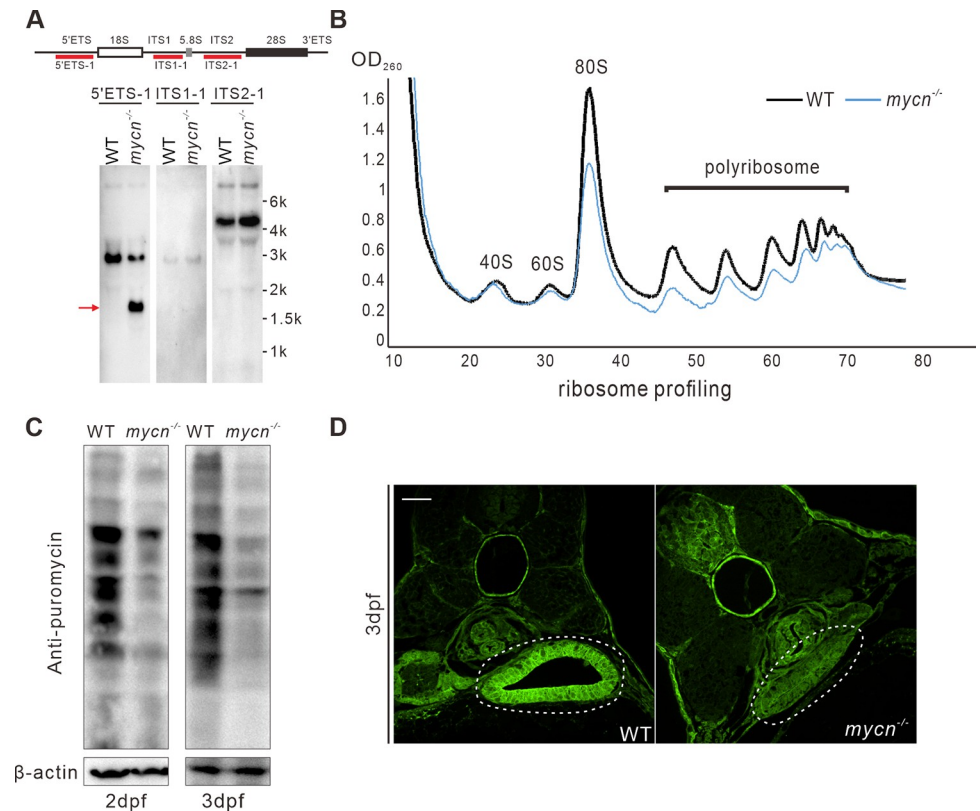 A
5'ETS 18S ITS1 5.8S ITS2 28S 3'ETS
5'ETS-1 ITS1-1 ITS2-1
5'ETS-1 ITS1-1 ITS2-1
WT mycn-/- WT mycn-/- WT mycn-/-
6k
4k
3k
2k
1.5k
1k
B
OD260
80S
WT mycn-/-
polyribosome
40S 60S
1.6
1.4
1.2
1
0.8
0.6
0.4
0.2
0
10 20 30 40 50 60 70 80
ribosome profiling
C
WT mycn-/- WT mycn-/-
Anti-puromycin
β-actin
2dpf 3dpf
D
3dpf
WT mycn-/-